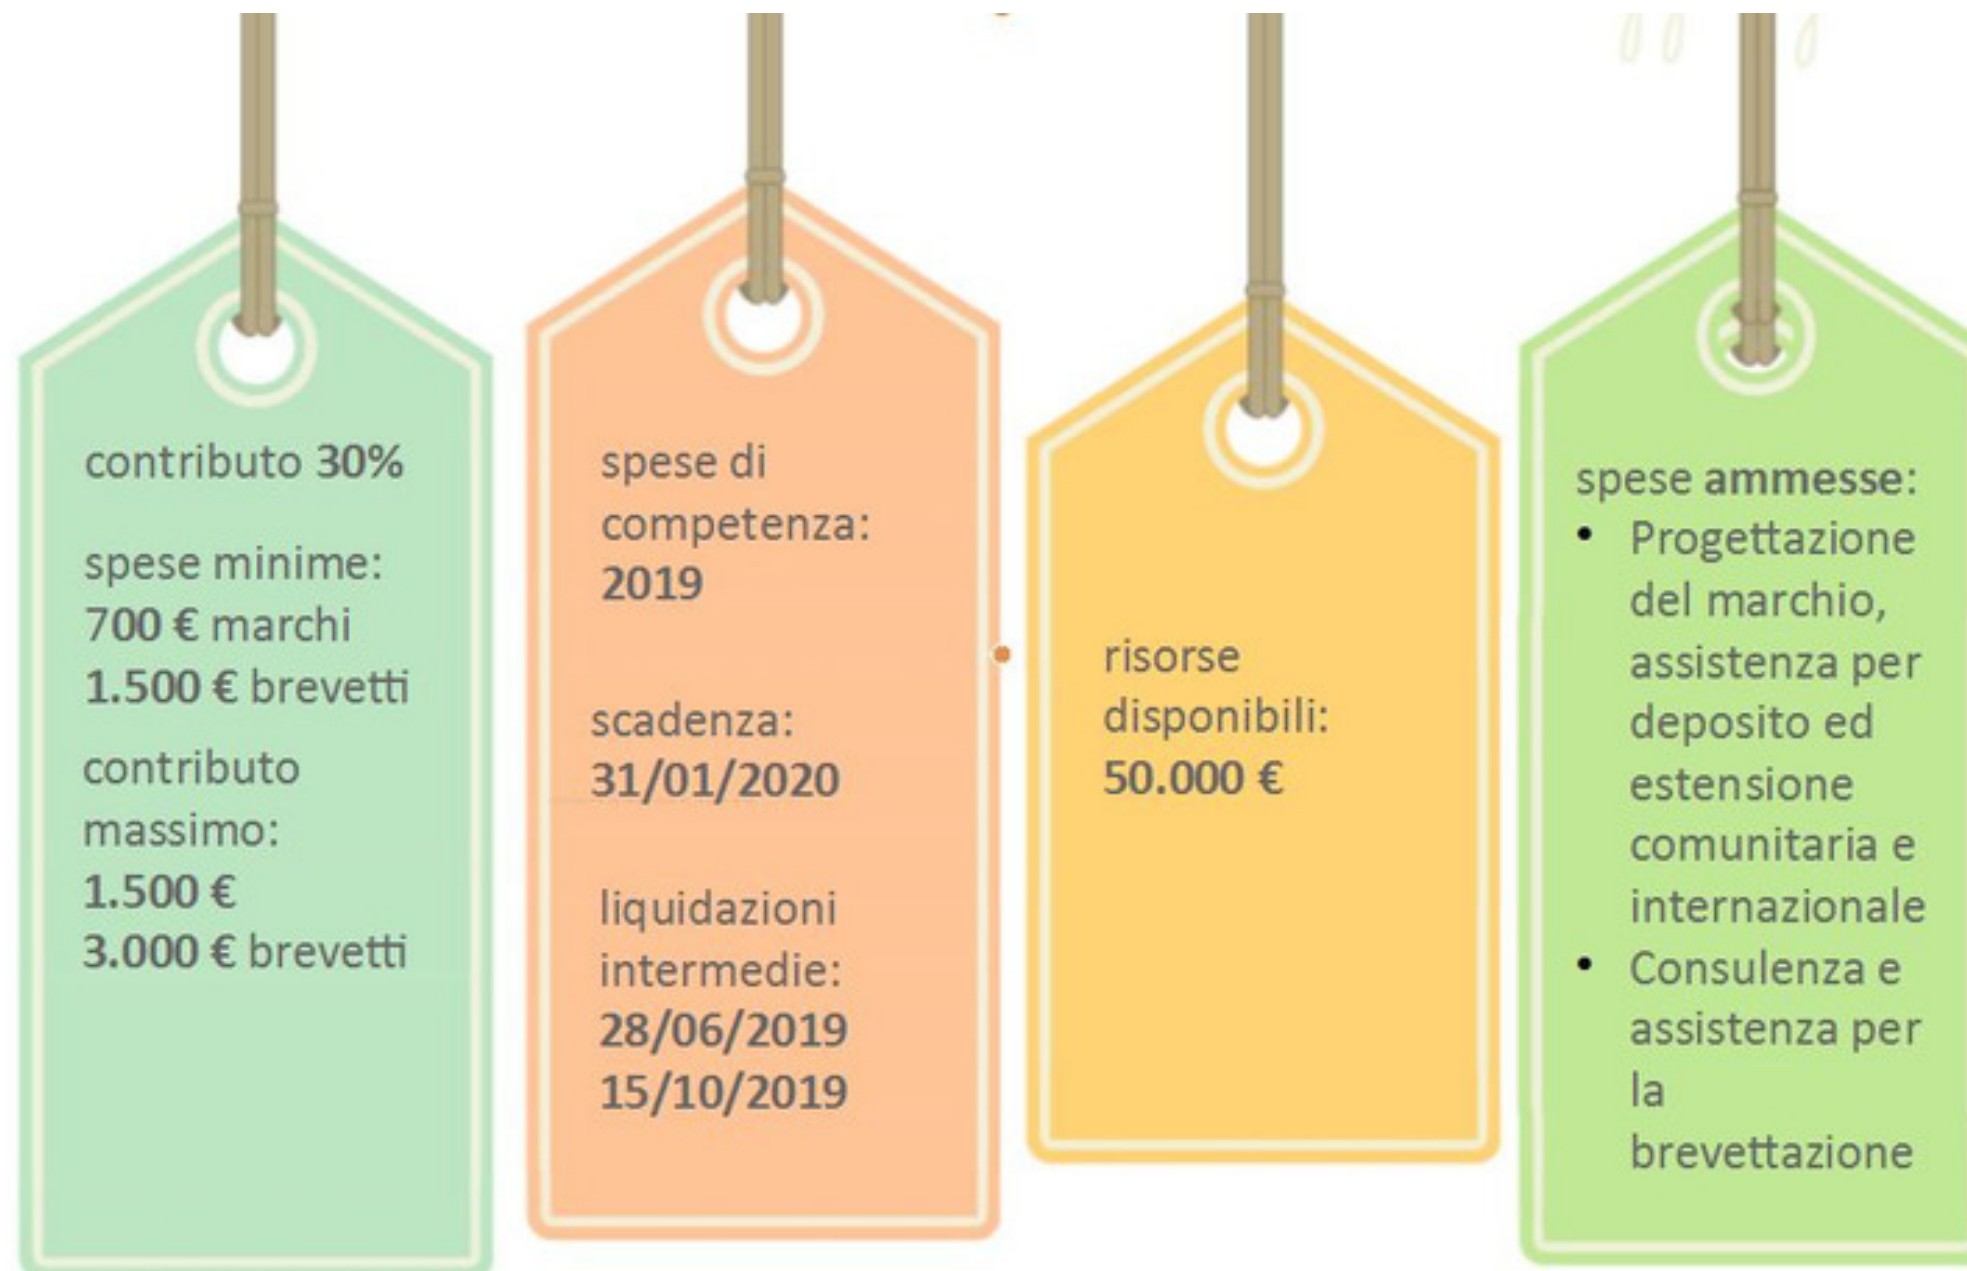 contributo 30%
spese minime:
700 € marchi
1.500 € brevetti
contributo
massimo:
1.500 €
3.000 € brevetti
spese di
competenza:
2019
scadenza:
31/01/2020
liquidazioni
intermedie:
28/06/2019
15/10/2019
risorse
disponibili:
50.000 €
spese ammesse:
• Progettazione
del marchio,
assistenza per
deposito ed
estensione
comunitaria e
internazionale
• Consulenza e
assistenza per
la
brevettazione